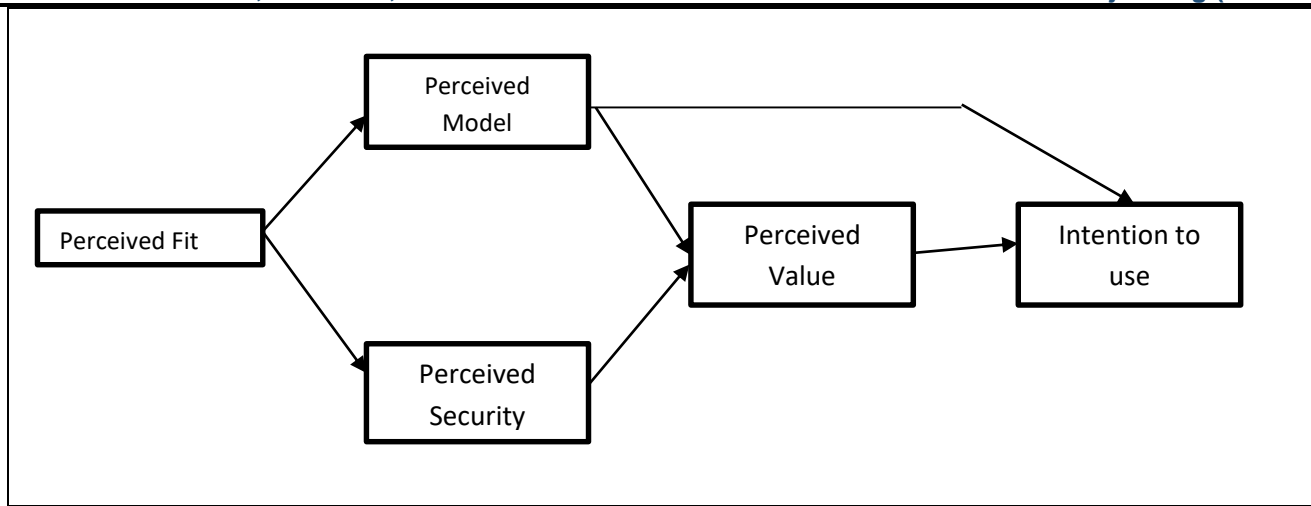 Perceived
Model
Perceived Fit
Perceived
Value
Intention to
use
Perceived
Security